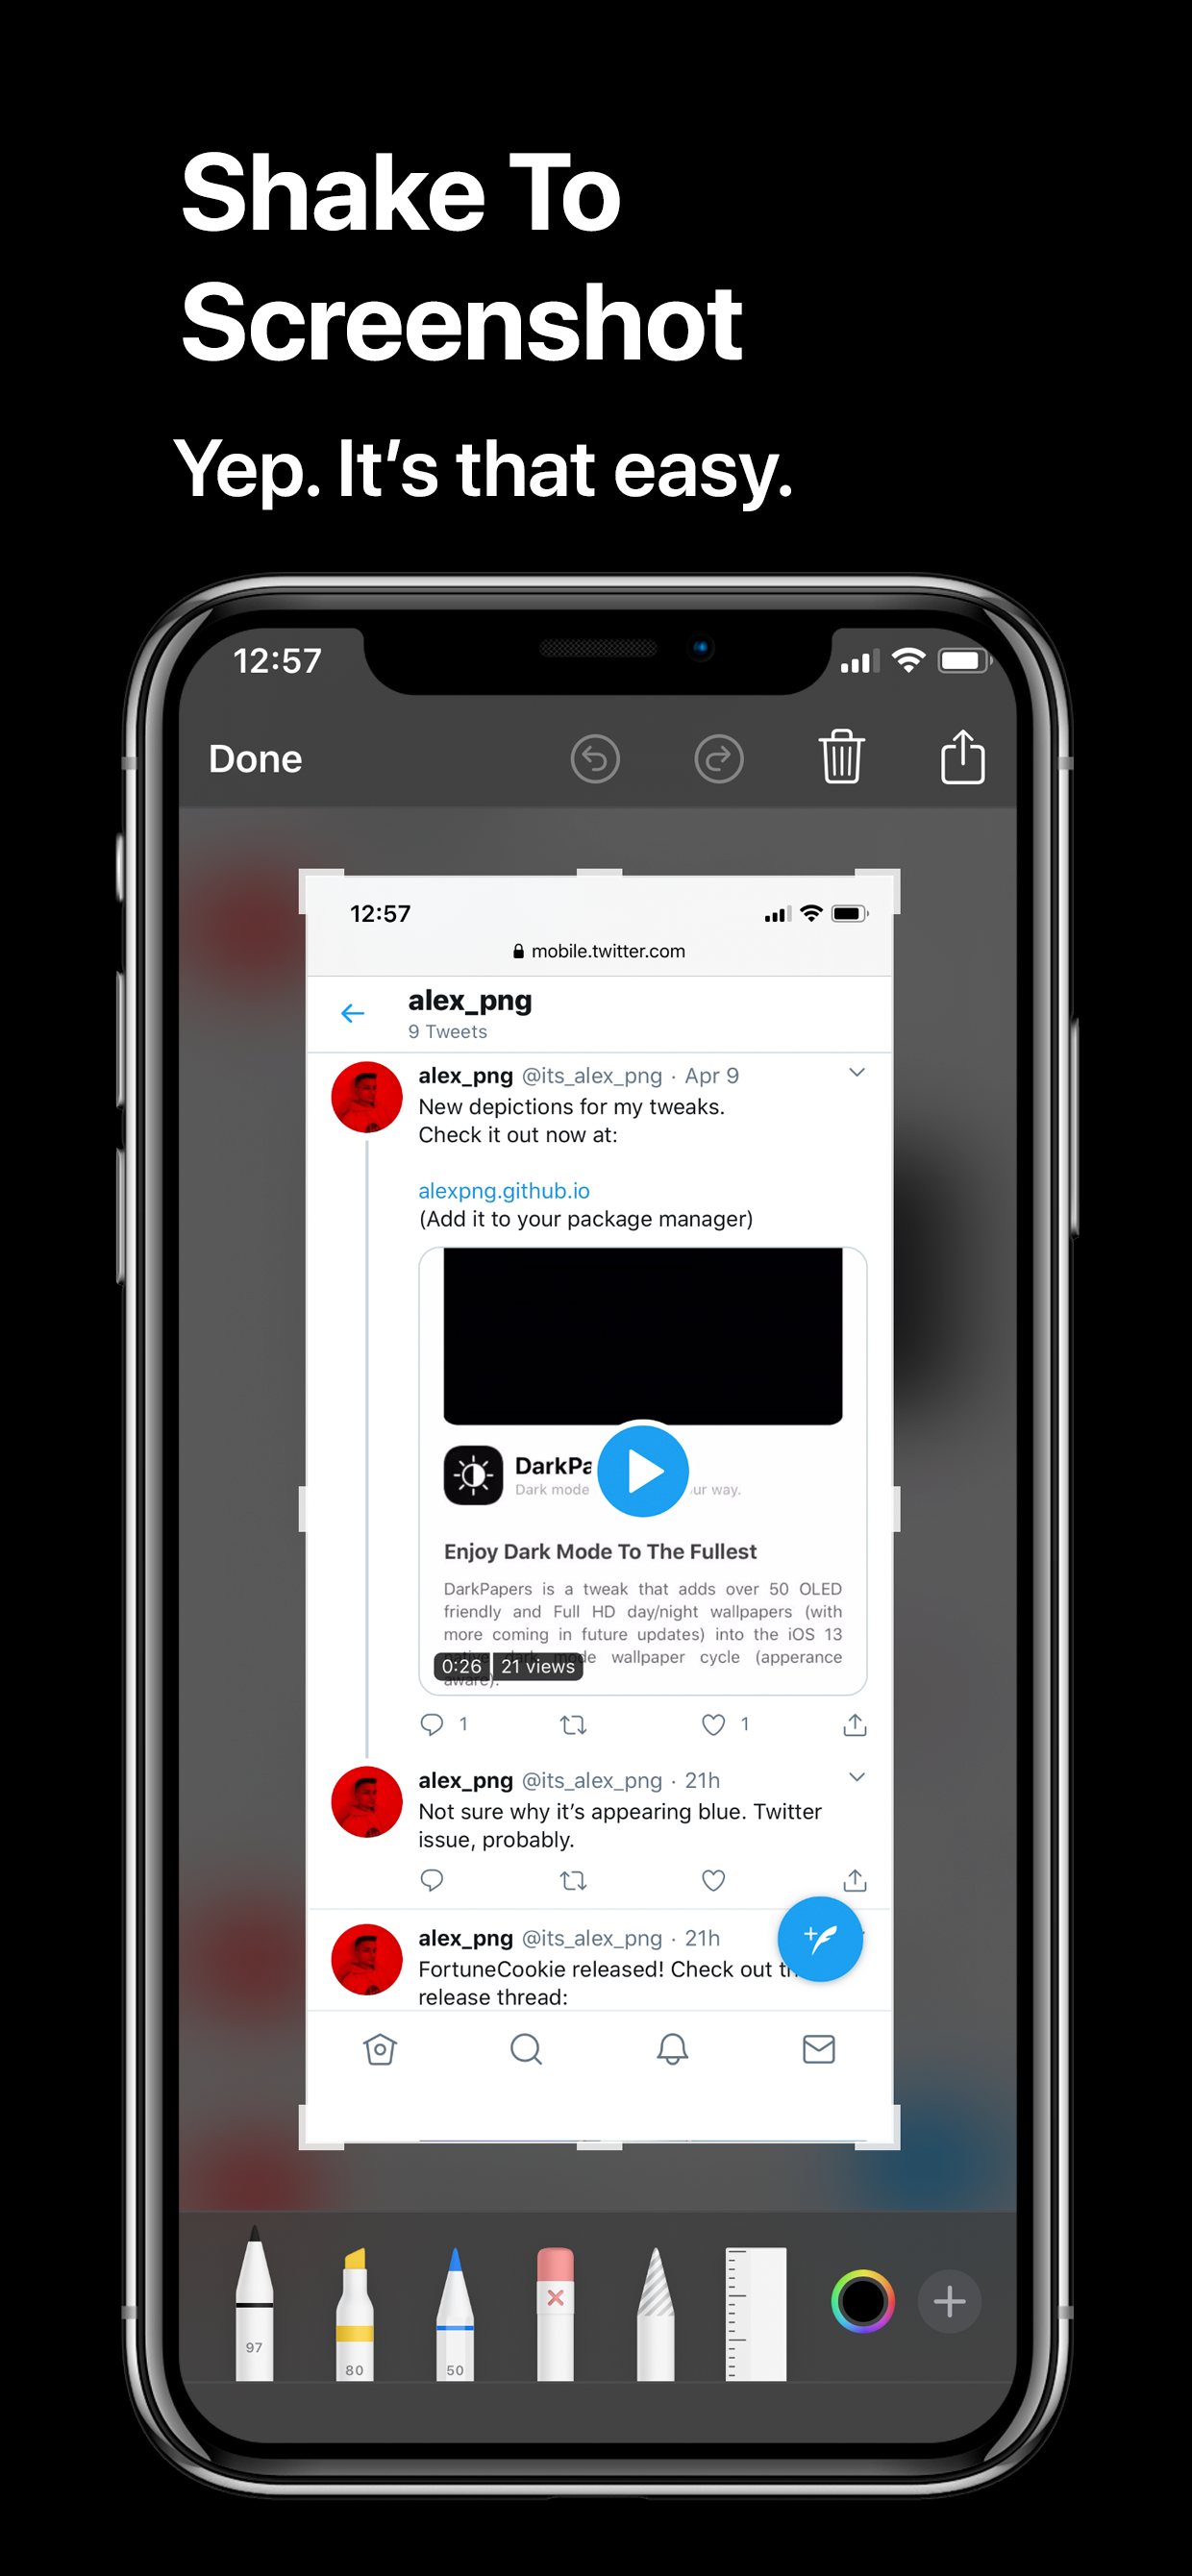 Shake To
Screenshot
Yep. It’s that easy.
12:57
Done
12:57
mobile.twitter.com
alex_png
9 Tweets
alex_png @its_alex_png · Apr 9
New depictions for my tweaks.
Check it out now at:
alexpng.github.io
(Add it to your package manager)
DarkPa
Dark mode ur way.
Enjoy Dark Mode To The Fullest
DarkPapers is a tweak that adds over 50 OLED
friendly and Full HD day/night wallpapers (with
more coming in future updates) into the iOS 13
native dark mode wallpaper cycle (apperance
aware).
0:26 21 views
1 1
alex_png @its_alex_png · 21h
Not sure why it’s appearing blue. Twitter
issue, probably.
alex_png @its_alex_png · 21h
FortuneCookie released! Check out
release thread:
97
80
50